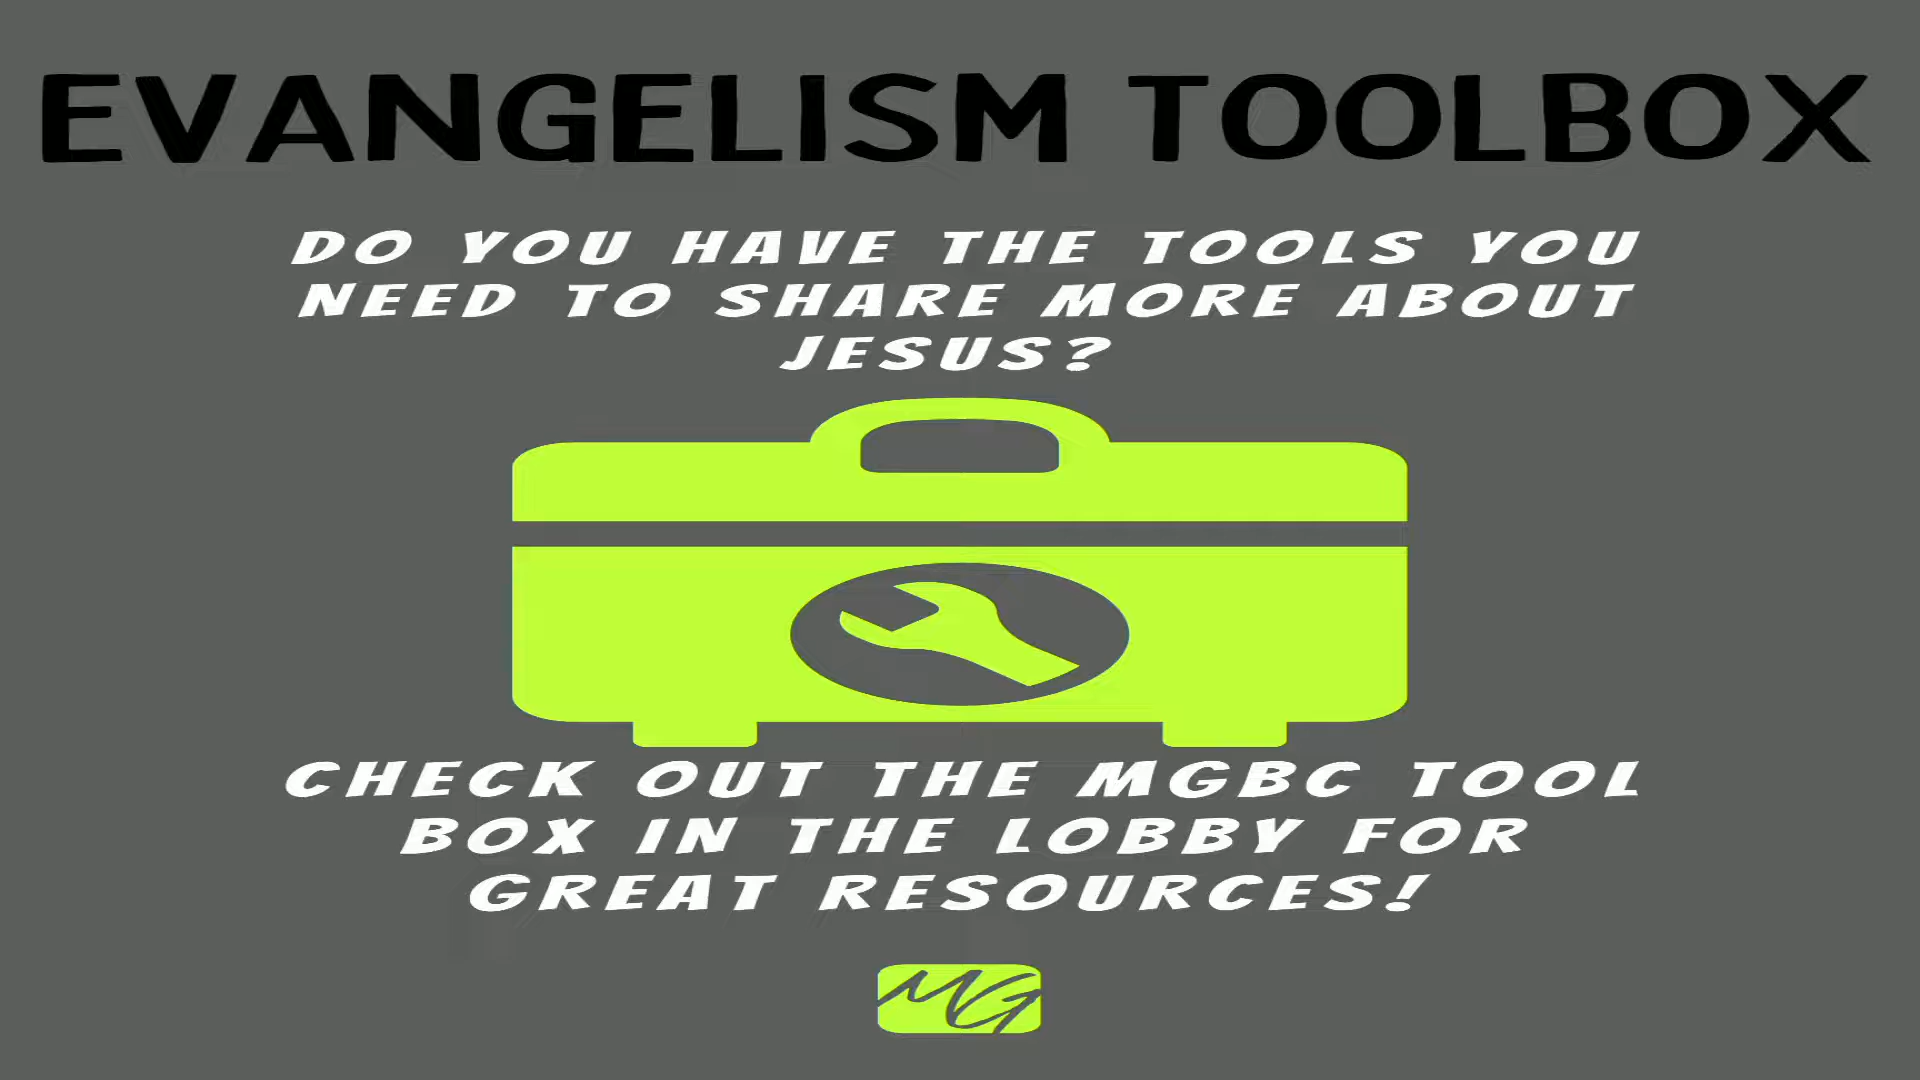 EVANGELISM TOOLBOX
DO YOU HAVE THE TOOLS YOU
NEED TO SHARE MORE ABOUT
JESUS?
CHECK OUT THE MGBC TOOL
BOX IN THE LOBBY FOR
GREAT RESOURCES!
MG